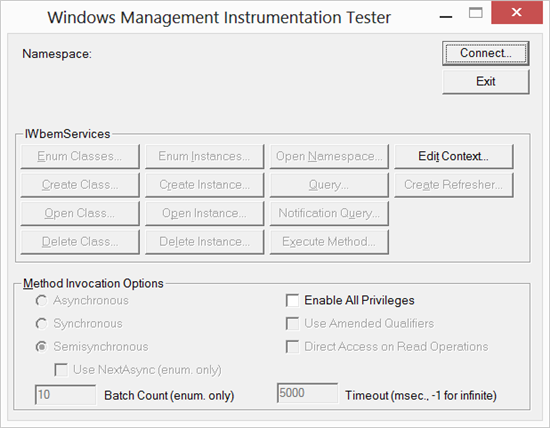 Windows Management Instrumentation Tester
Namespace:
Connect...
Exit
IWbemServices
Enum Classes... Enum Instances... Open Namespace... Edit Context...
Create Class... Create Instance... Query... Create Refresher...
Open Class... Open Instance... Notification Query...
Delete Class... Delete Instance... Execute Method...
Method Invocation Options
Asynchronous Enable All Privileges
Synchronous Use Amended Qualifiers
Semisynchronous Direct Access on Read Operations
Use NextAsync (enum. only)
10 Batch Count (enum. only) 5000 Timeout (msec., -1 for infinite)